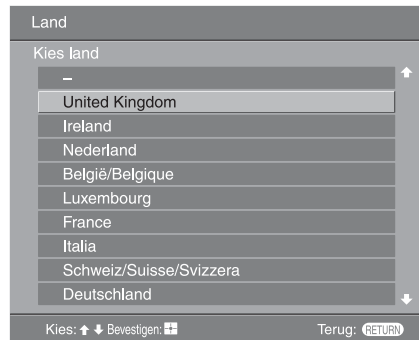 Land
Kies land
–
United Kingdom
Ireland
Nederland
België/Belgique
Luxembourg
France
Italia
Schweiz/Suisse/Svizzera
Deutschland
Kies: Bevestigen: Terug: RETURN